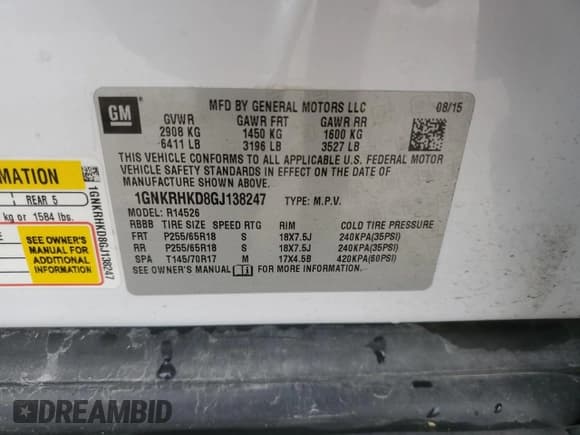 GM
MFD BY GENERAL MOTORS LLC 08/15
GVWR GAWR FRT GAWR RR
2908 KG 1450 KG 1600 KG
6411 LB 3196 LB 3527 LB
THIS VEHICLE CONFORMS TO ALL APPLICABLE U.S. FEDERAL MOTOR
VEHICLE SAFETY STANDARDS IN EFFECT ON THE DATE OF
MANUFACTURE SHOWN ABOVE.
1GNKRHKD8GJ138247 TYPE: M.P.V.
MODEL: R14526
RBBB TIRE SIZE SPEED RTG RIM COLD TIRE PRESSURE
FRT P255/65R18 S 18X7.5J 240KPA(35PSI)
RR P255/65R18 S 18X7.5J 240KPA(35PSI)
SPA T145/70R17 M 17X4.5B 420KPA(60PSI)
SEE OWNER'S MANUAL FOR MORE INFORMATION
MATION
REAR 5
kg or 1584 lbs.
SEE OWNER'S
MANUAL FOR
ADDITIONAL
INFORMATION
1GNKRHKD8GJ138247
DREAMBID